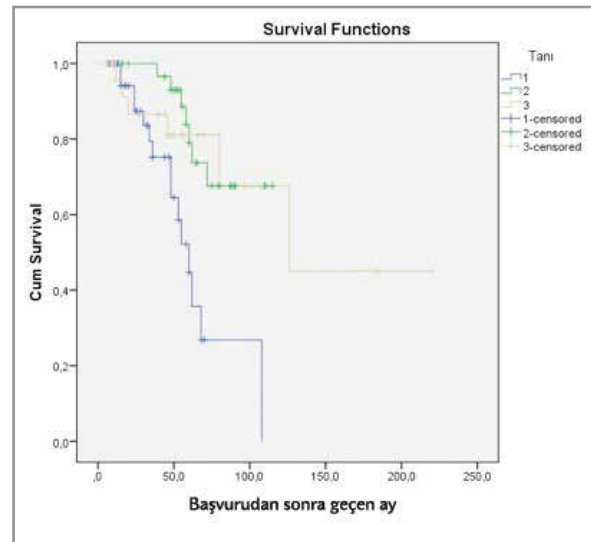 Survival Functions
Tanı
1
2
3
1-censored
2-censored
3-censored
Cum Survival
1,0
0,8
0,6
0,4
0,2
0,0
,0 50,0 100,0 150,0 200,0 250,0
Başvurudan sonra geçen ay